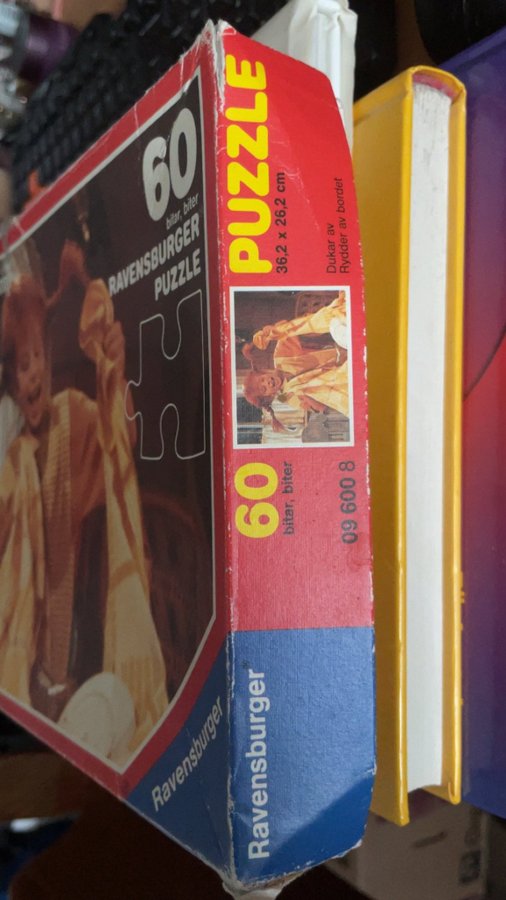 60
bitar, biter
RAVENSBURGER
PUZZLE
Ravensburger
PUZZLE
36,2 x 26,2 cm
Dukar av
Rydder av bordet
60
bitar, biter
09 600 8
Ravensburger®